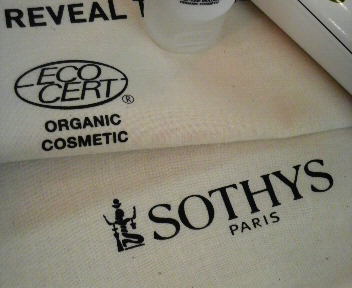 REVEAL
ECO
CERT®
ORGANIC
COSMETIC
SOTHYS
PARIS